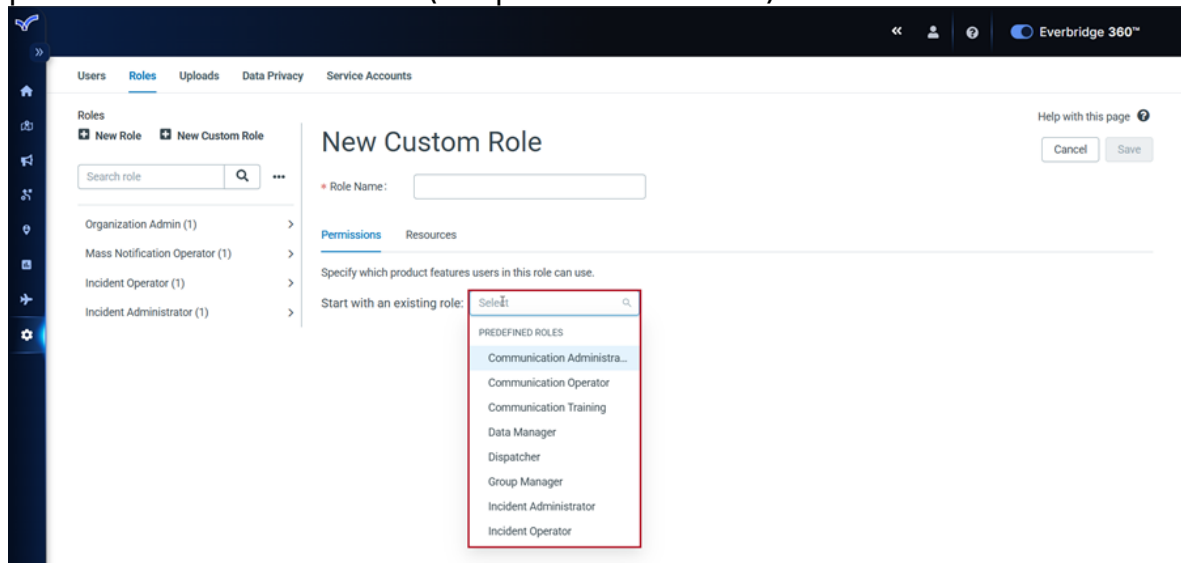 Everbridge 360™
Users Roles Uploads Data Privacy Service Accounts
Roles
New Role New Custom Role
Search role
Organization Admin (1)
Mass Notification Operator (1)
Incident Operator (1)
Incident Administrator (1)
Help with this page
New Custom Role
Cancel Save
* Role Name:
Permissions Resources
Specify which product features users in this role can use.
Start with an existing role: Select
PREDEFINED ROLES
Communication Administra...
Communication Operator
Communication Training
Data Manager
Dispatcher
Group Manager
Incident Administrator
Incident Operator